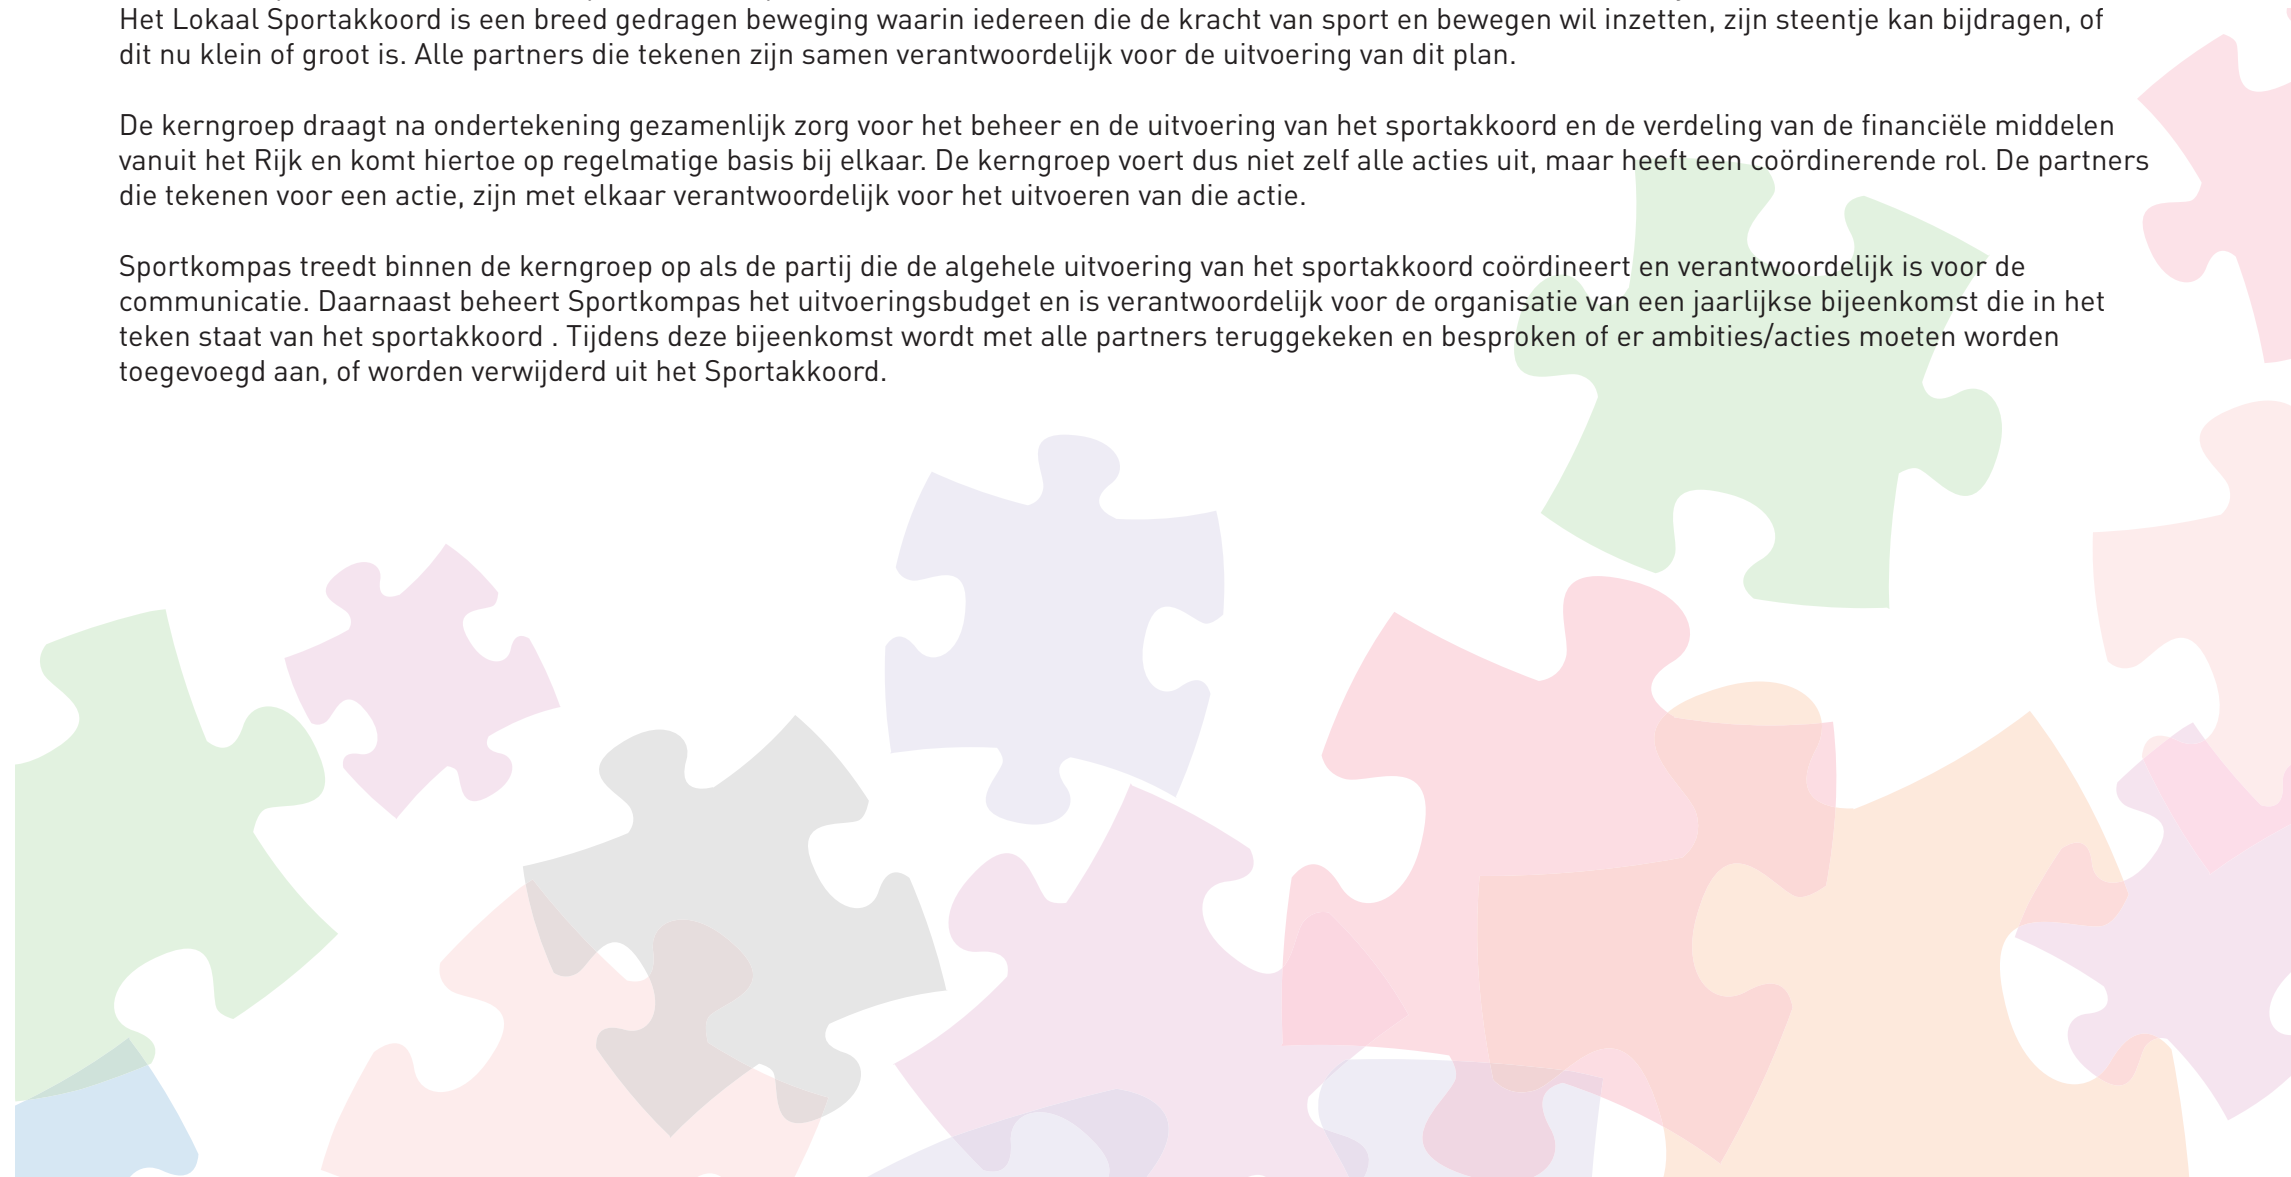 Het Lokaal Sportakkoord is een breed gedragen beweging waarin iedereen die de kracht van sport en bewegen wil inzetten, zijn steentje kan bijdragen, of
dit nu klein of groot is. Alle partners die tekenen zijn samen verantwoordelijk voor de uitvoering van dit plan.
De kerngroep draagt na ondertekening gezamenlijk zorg voor het beheer en de uitvoering van het sportakkoord en de verdeling van de financiële middelen
vanuit het Rijk en komt hiertoe op regelmatige basis bij elkaar. De kerngroep voert dus niet zelf alle acties uit, maar heeft een coördinerende rol. De partners
die tekenen voor een actie, zijn met elkaar verantwoordelijk voor het uitvoeren van die actie.
Sportkompas treedt binnen de kerngroep op als de partij die de algehele uitvoering van het sportakkoord coördineert en verantwoordelijk is voor de
communicatie. Daarnaast beheert Sportkompas het uitvoeringsbudget en is verantwoordelijk voor de organisatie van een jaarlijkse bijeenkomst die in het
teken staat van het sportakkoord . Tijdens deze bijeenkomst wordt met alle partners teruggekeken en besproken of er ambities/acties moeten worden
toegevoegd aan, of worden verwijderd uit het Sportakkoord.